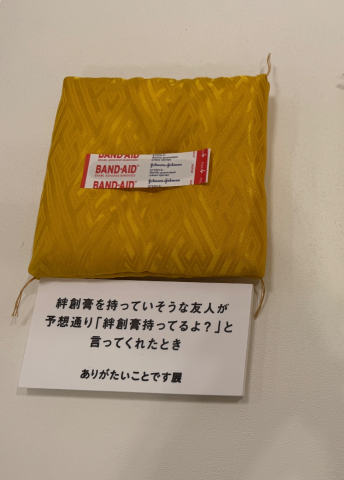 BAND-AID
BAND-AID®
Johnson & Johnson
BAND-AID®
絆創膏を持っていそうな友人が
予想通り「絆創膏持ってるよ?」と
言ってくれたとき
ありがたいことです展